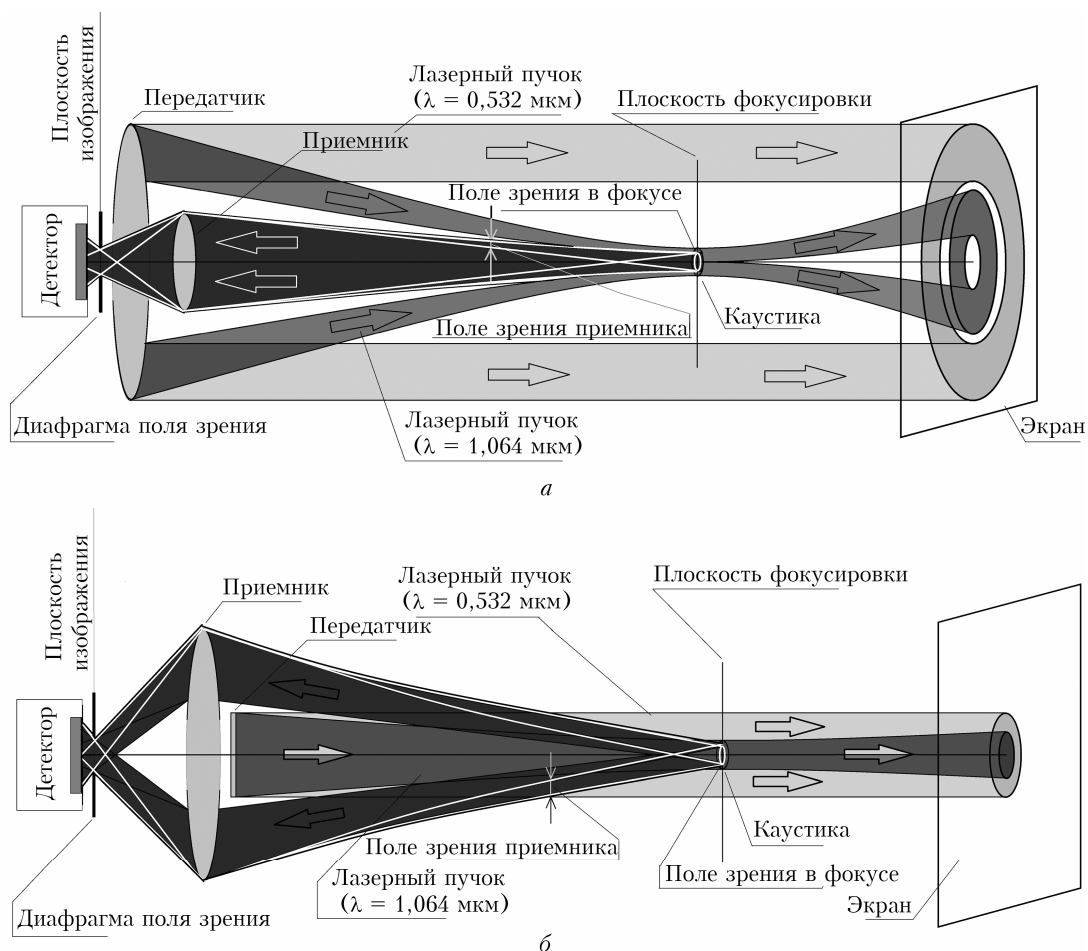 Плоскость
изображения
Передатчик
Лазерный пучок
(λ = 0,532 мкм)
Плоскость фокусировки
Приемник
Поле зрения в фокусе
Детектор
Поле зрения приемника
Каустика
Диафрагма поля зрения
Лазерный пучок
(λ = 1,064 мкм)
Экран
а
Плоскость
изображения
Приемник
Передатчик
Лазерный пучок
(λ = 0,532 мкм)
Плоскость фокусировки
Детектор
Поле зрения приемника
Каустика
Лазерный пучок
(λ = 1,064 мкм)
Поле зрения в фокусе
Диафрагма поля зрения
Экран
б